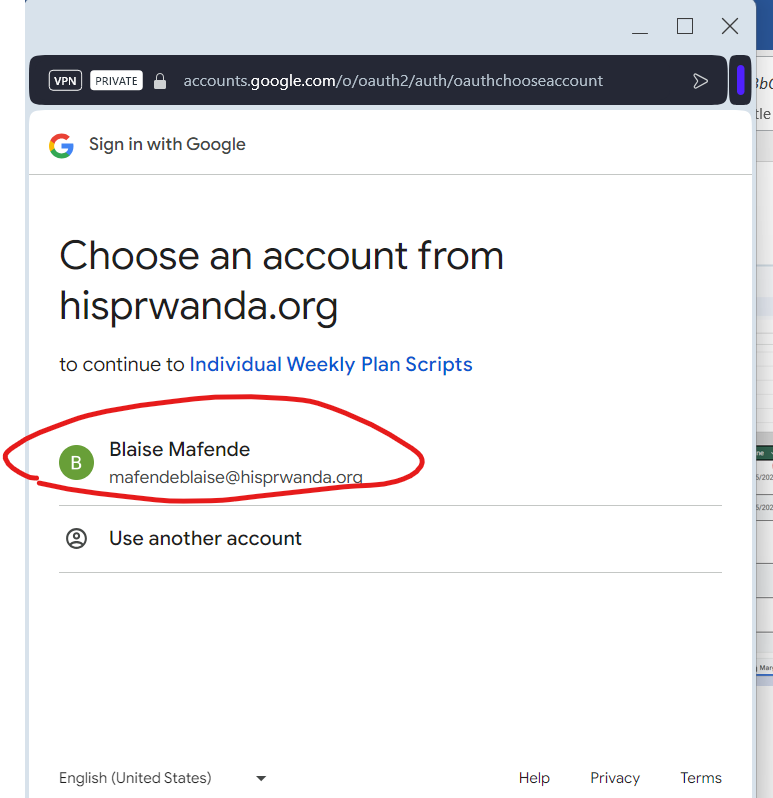 VPN PRIVATE accounts.google.com/o/oauth2/auth/oauthchooseaccount
Sign in with Google
Choose an account from
hisprwanda.org
to continue to Individual Weekly Plan Scripts
B
Blaise Mafende
mafendeblaise@hisprwanda.org
Use another account
English (United States) Help Privacy Terms